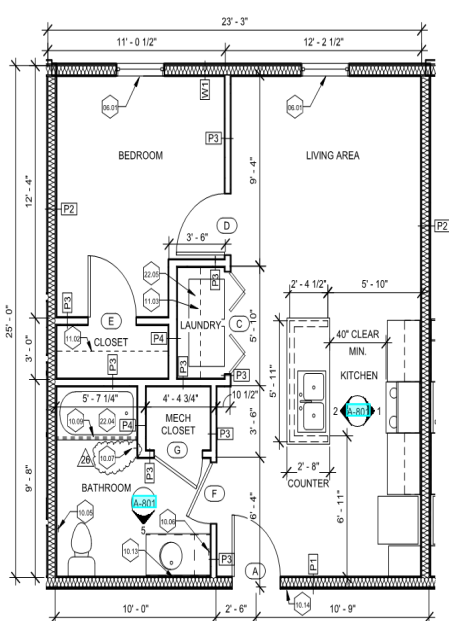 23' - 3"
11' - 0 1/2"
12' - 2 1/2"
06.01
W1
06.01
P3
BEDROOM
LIVING AREA
9' - 4"
12' - 4"
25' - 0"
P2
P2
D
3' - 6"
22.05
11.03
P3
P3
2' - 4 1/2"
5' - 10"
E
LAUNDRY
C
5' - 10"
11.02
CLOSET
P4
3' - 0"
40" CLEAR
MIN.
KITCHEN
5' - 11"
P3
P3
5' - 7 1/4"
4' - 4 3/4"
10 1/2"
MECH
CLOSET
2
A-801
1
10.09
22.04
P4
P3
3' - 6"
G
26
10.07
P3
2' - 8"
COUNTER
F
BATHROOM
9' - 8"
A-801
5
6' - 4"
6' - 11"
10.05
10.06
10.13
P3
A
P1
10.14
10' - 0"
2' - 6"
10' - 9"